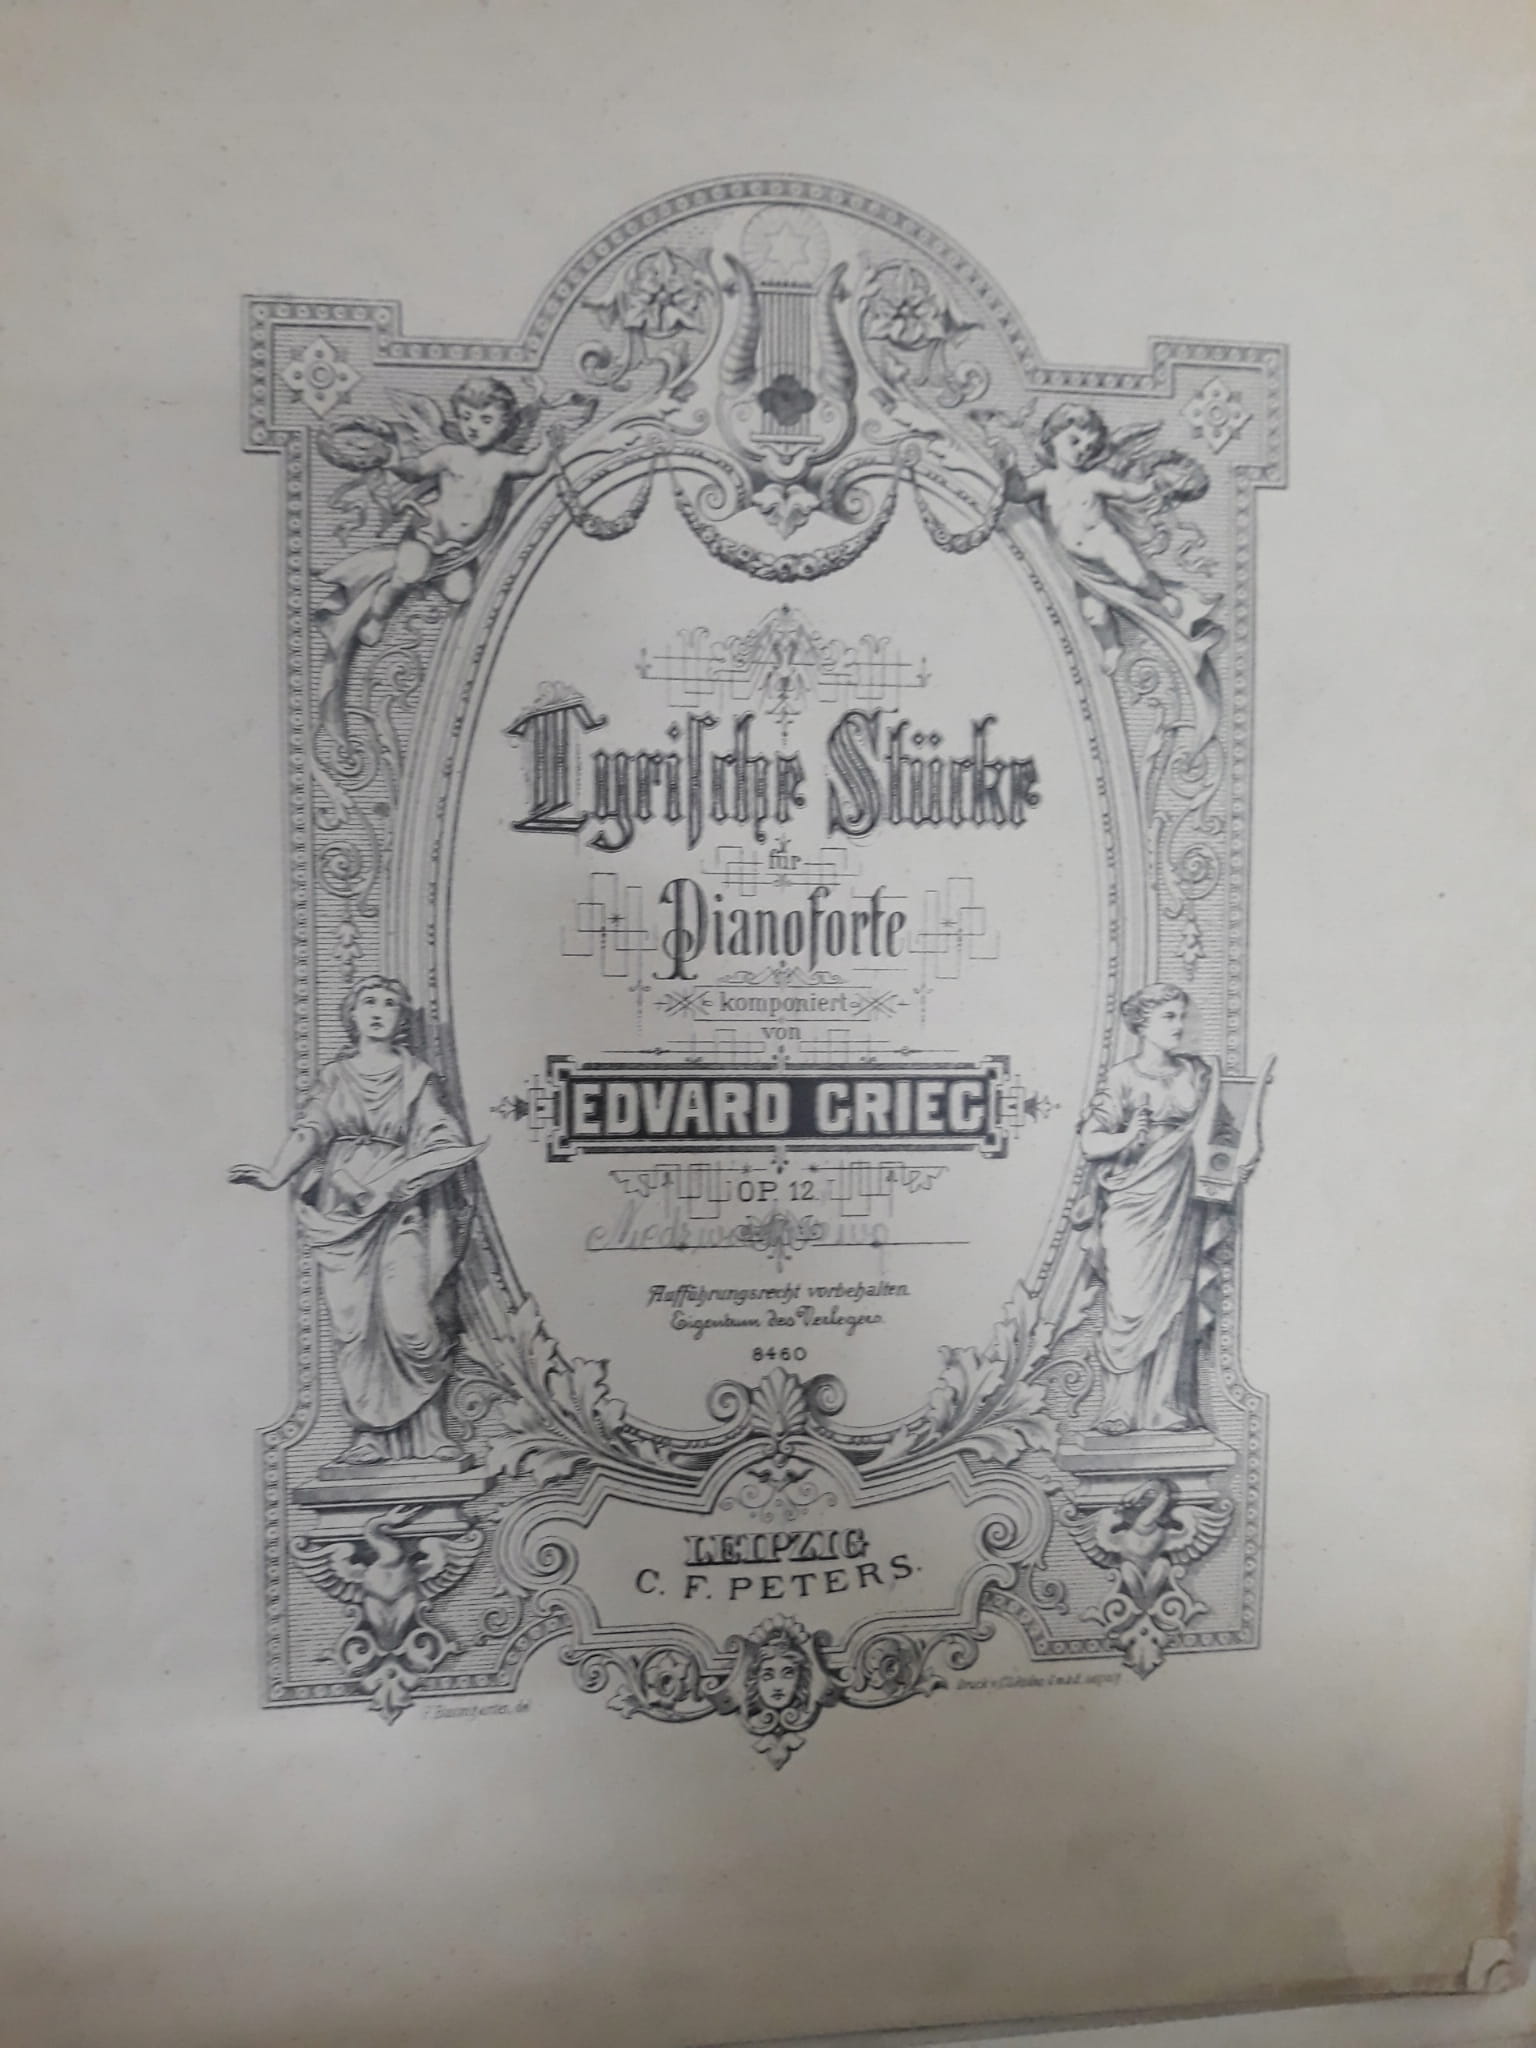 Lyrische Stücke
für
Pianoforte
komponiert
von
EDVARD GRIEG
OP. 12.
Aufführungsrecht vorbehalten.
Eigentum des Verlegers.
8460
LEIPZIG
C. F. PETERS.